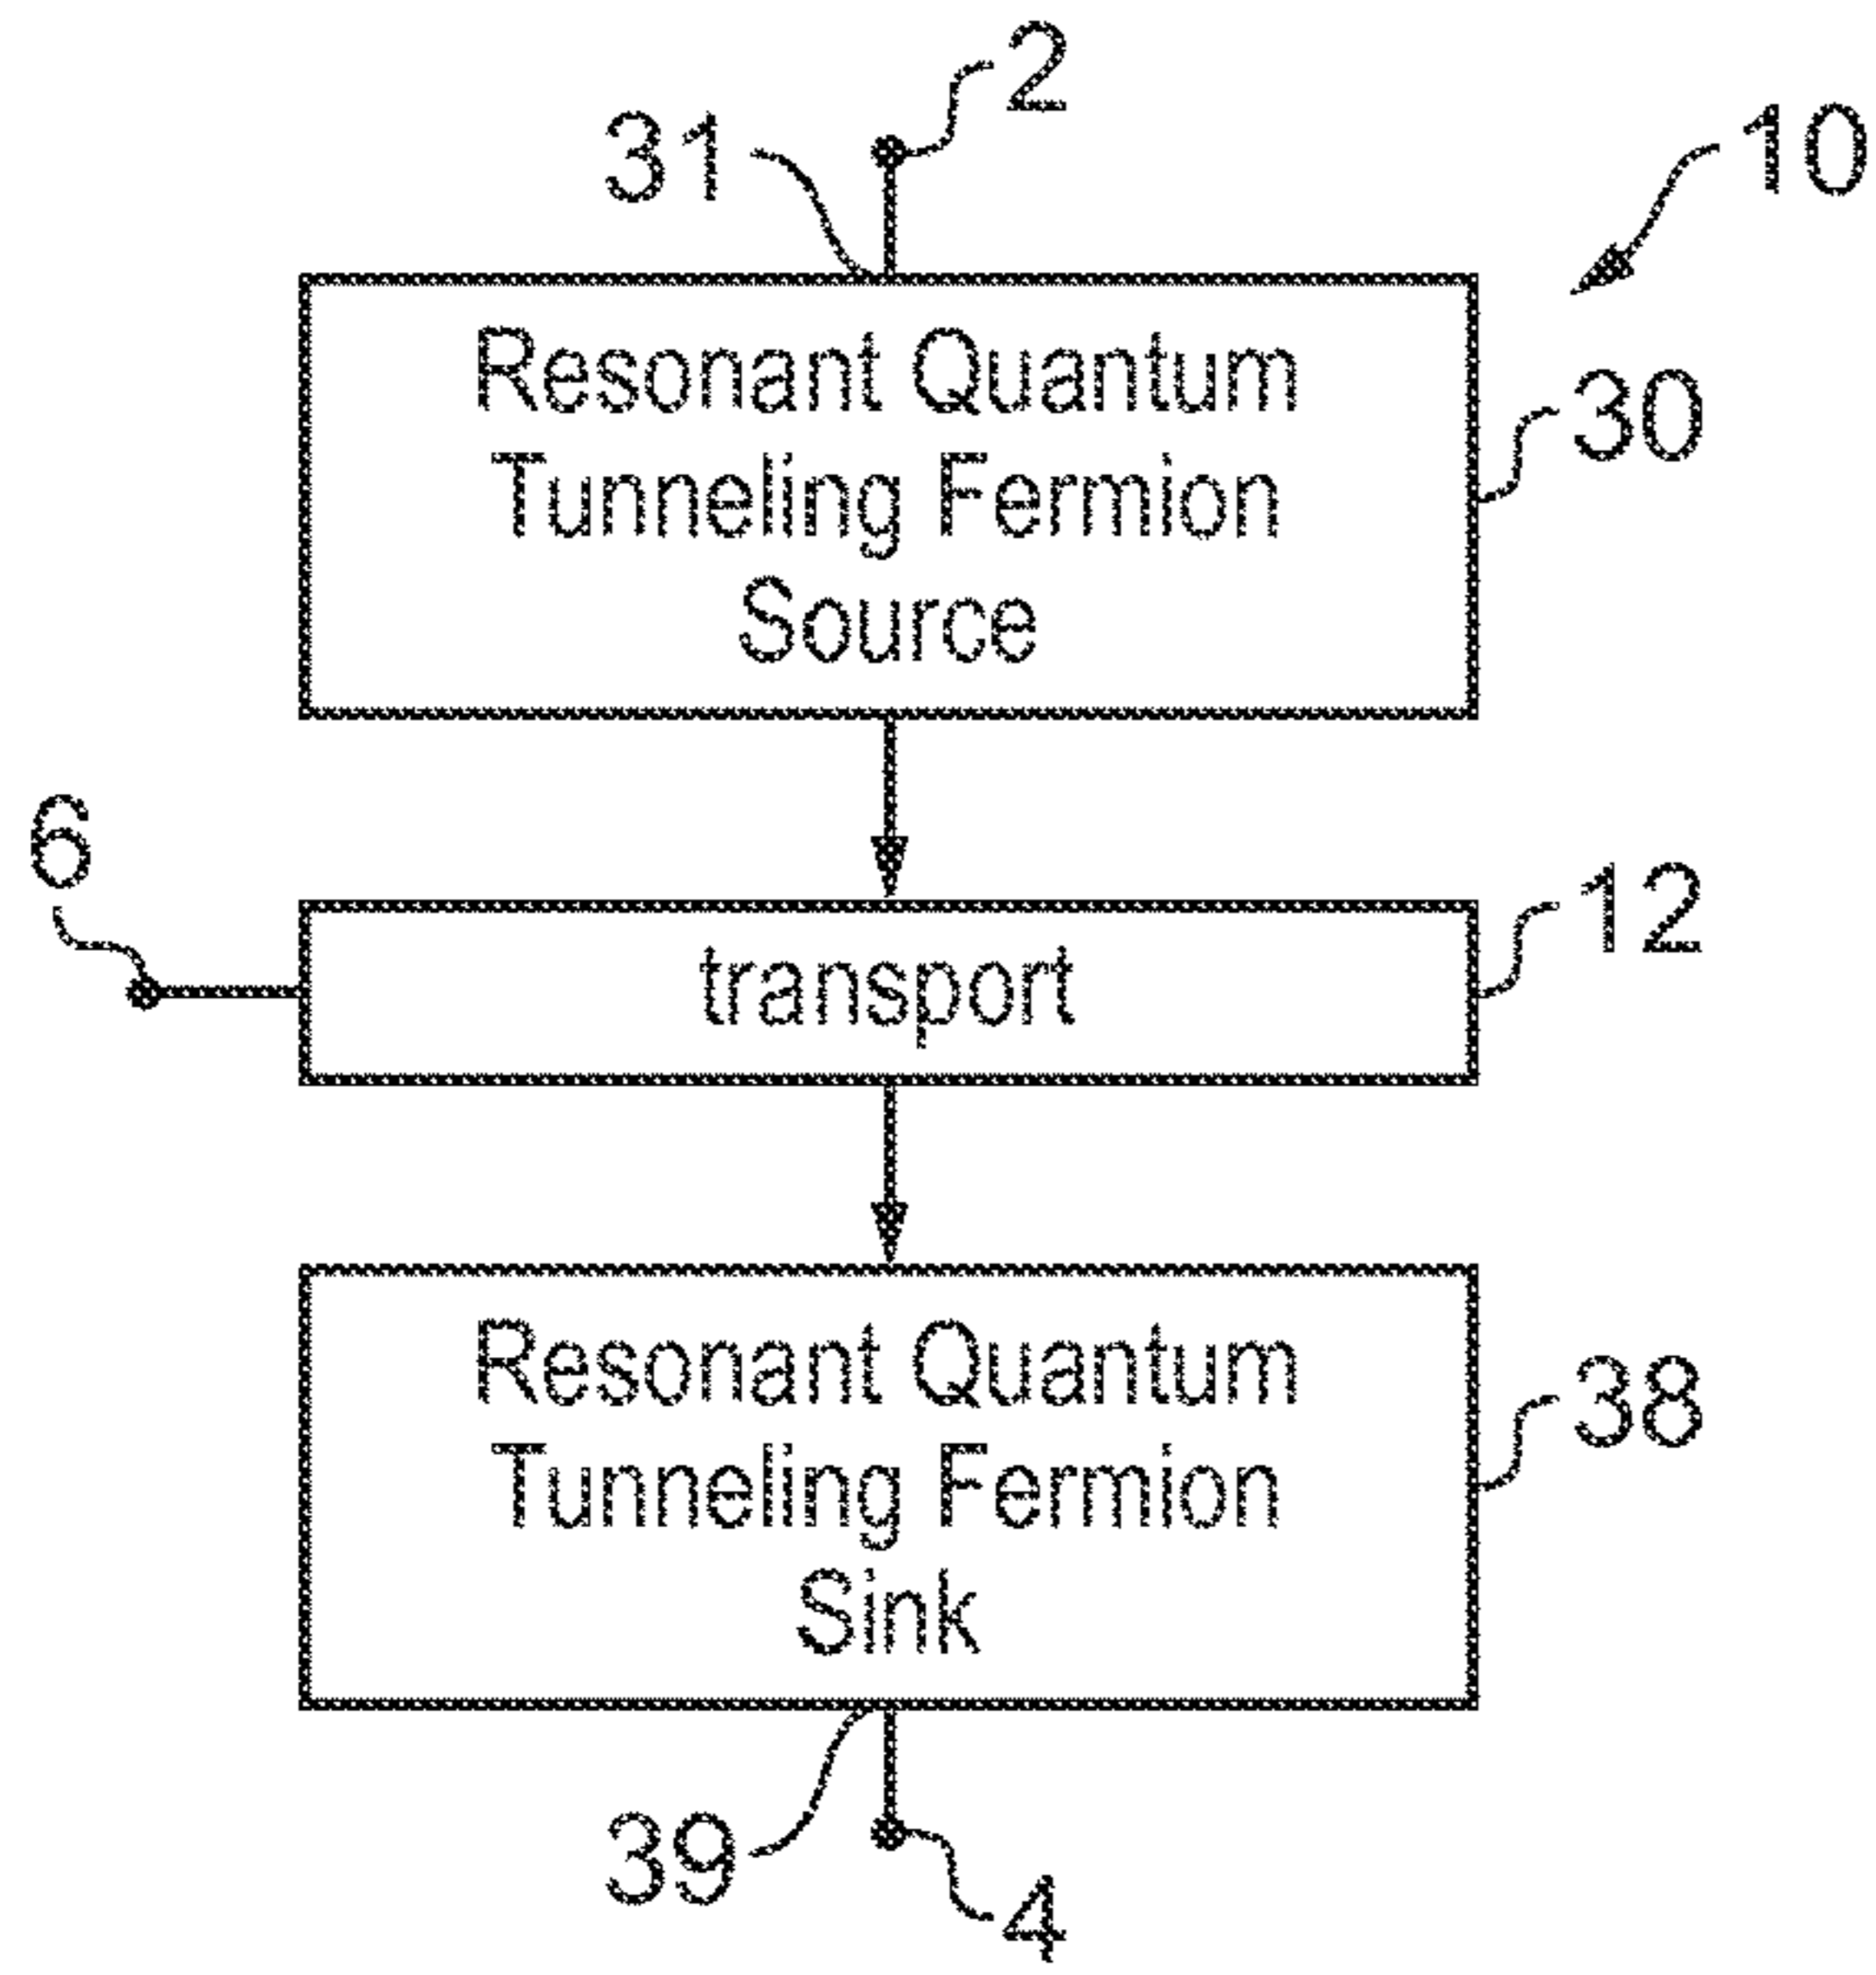 2
31
10
Resonant Quantum
Tunneling Fermion
Source
30
6
transport
12
Resonant Quantum
Tunneling Fermion
Sink
38
39
4